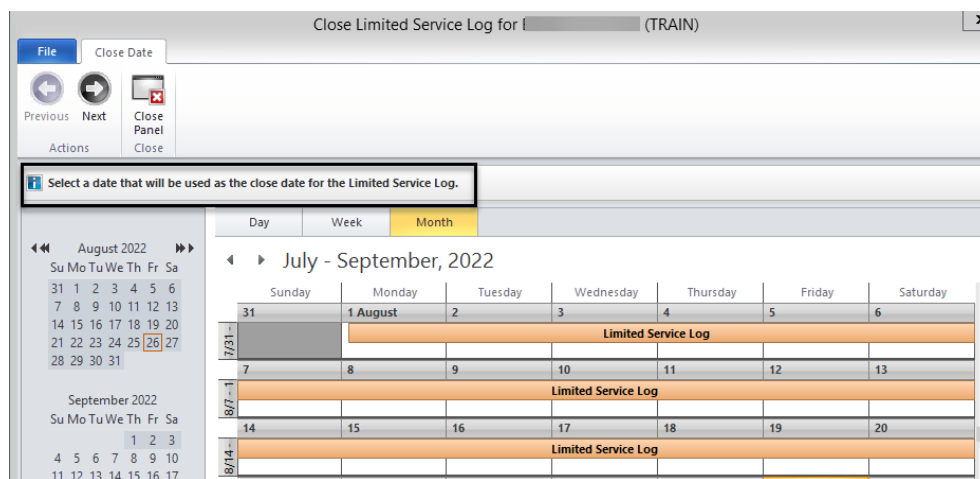 Close Limited Service Log for (TRAIN)
File Close Date
Previous Next Close Panel
Actions Close
Select a date that will be used as the close date for the Limited Service Log.
Day Week Month
August 2022
Su Mo Tu We Th Fr Sa
31 1 2 3 4 5 6
7 8 9 10 11 12 13
14 15 16 17 18 19 20
21 22 23 24 25 26 27
28 29 30 31
September 2022
Su Mo Tu We Th Fr Sa
1 2 3
4 5 6 7 8 9 10
11 12 13 14 15 16 17
July - September, 2022
Sunday Monday Tuesday Wednesday Thursday Friday Saturday
31 1 August 2 3 4 5 6
7/31 -
Limited Service Log
7 8 9 10 11 12 13
8/7 - 1
Limited Service Log
14 15 16 17 18 19 20
8/14 -
Limited Service Log